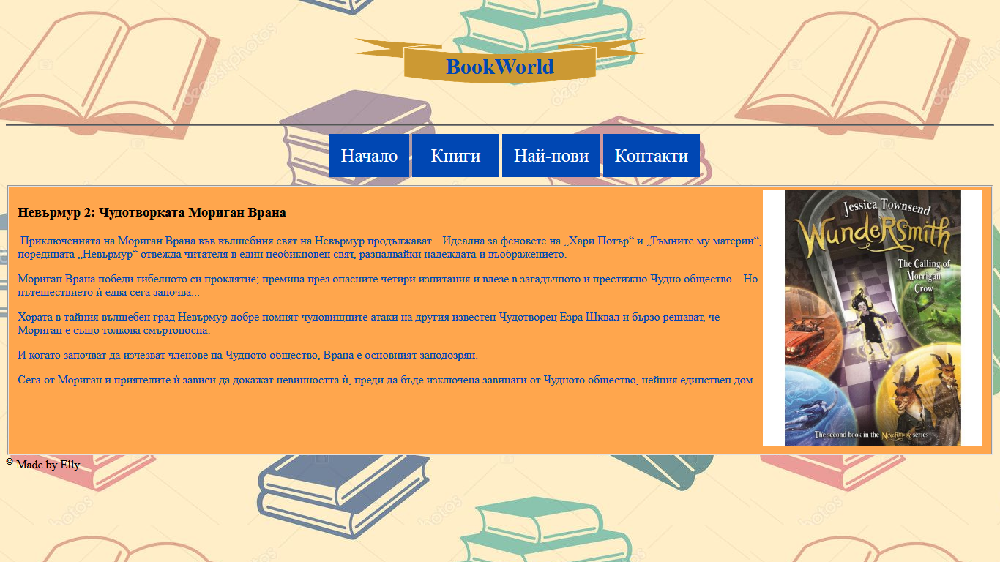 BookWorld
Начало
Книги
Най-нови
Контакти
Невърмур 2: Чудотворката Мориган Врана
Приключенията на Мориган Врана във вълшебния свят на Невърмур продължават... Идеална за феновете на „Хари Потър“ и „Тъмните му материи“,
поредицата „Невърмур“ отвежда читателя в един необикновен свят, разпалвайки надеждата и въображението.
Мориган Врана победи гибелното си проклятие; премина през опасните четири изпитания и влезе в загадъчното и престижно Чудно общество... Но
пътешествието ѝ едва сега започва...
Хората в тайния вълшебен град Невърмур добре помнят чудовищните атаки на другия известен Чудотворец Езра Шквал и бързо решават, че
Мориган е също толкова смъртоносна.
И когато започват да изчезват членове на Чудното общество, Врана е основният заподозрян.
Сега от Мориган и приятелите ѝ зависи да докажат невинността ѝ, преди да бъде изключена завинаги от Чудното общество, нейния единствен дом.
Jessica Townsend
WUNDERSmith
The Calling of
Morrigan
Crow
The second book in the Nevermoor series
© Made by Elly
depositphotos
depositphotos
depositphotos
photos
photos
photos